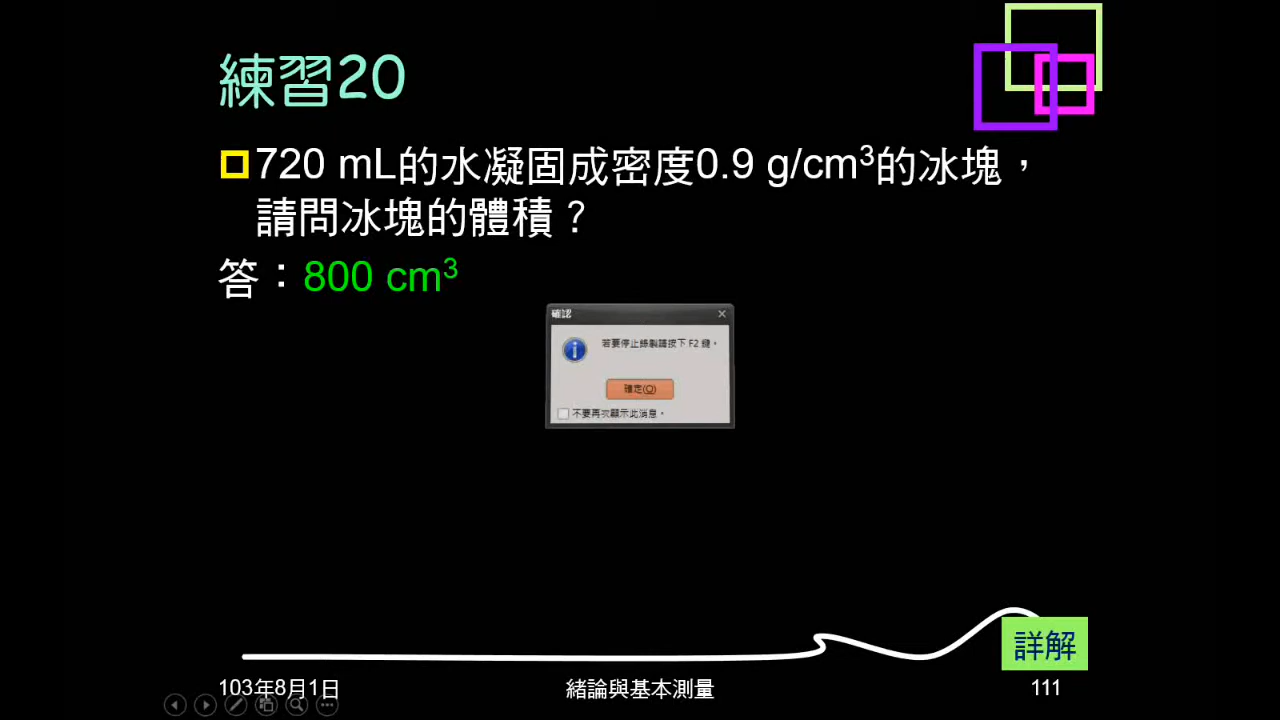 練習20
720 mL的水凝固成密度0.9 g/cm³的冰塊，
請問冰塊的體積？
答：800 cm³
確認
若要停止錄製請按下 F2 鍵。
確定(O)
不要再次顯示此消息。
詳解
103年8月1日
緒論與基本測量
111